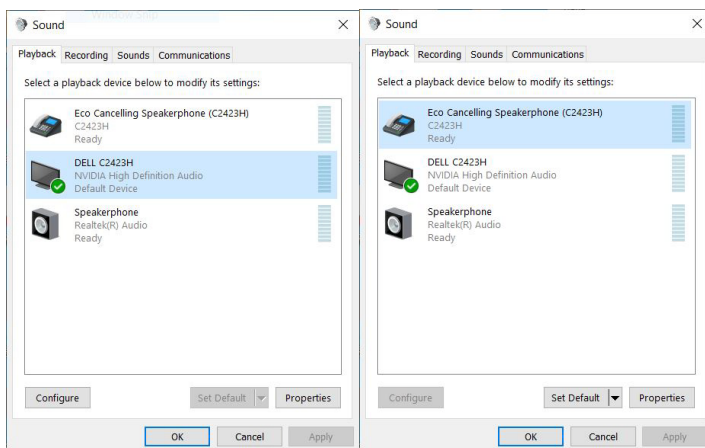 Window Snip
Sound
Playback Recording Sounds Communications
Select a playback device below to modify its settings:
Eco Cancelling Speakerphone (C2423H)
C2423H
Ready
DELL C2423H
NVIDIA High Definition Audio
Default Device
Speakerphone
Realtek(R) Audio
Ready
Configure Set Default Properties
OK Cancel Apply
Sound
Playback Recording Sounds Communications
Select a playback device below to modify its settings:
Eco Cancelling Speakerphone (C2423H)
C2423H
Ready
DELL C2423H
NVIDIA High Definition Audio
Default Device
Speakerphone
Realtek(R) Audio
Ready
Configure Set Default Properties
OK Cancel Apply